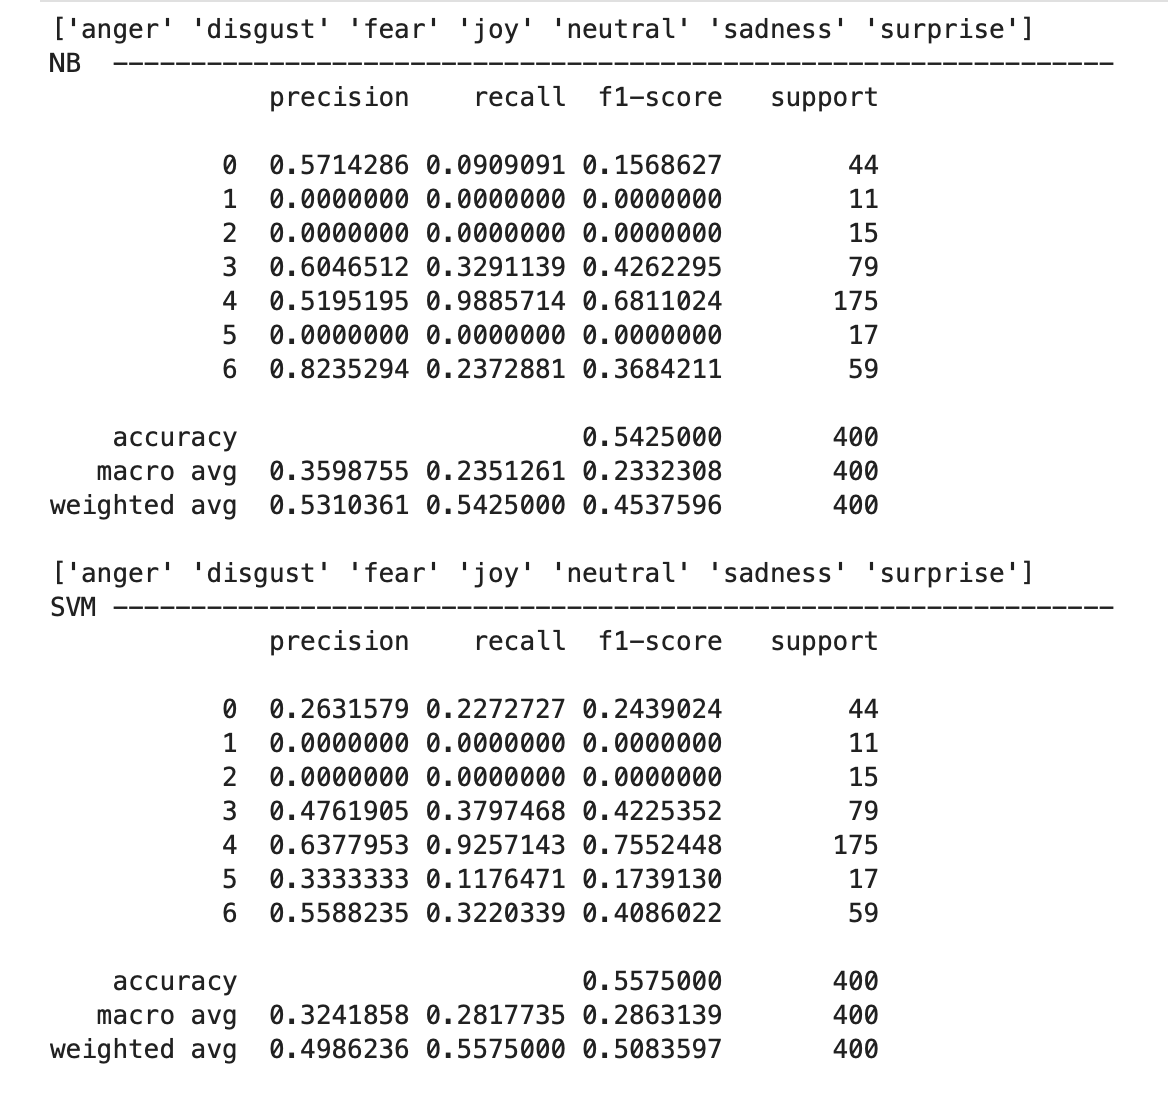 ['anger' 'disgust' 'fear' 'joy' 'neutral' 'sadness' 'surprise']
NB ----------------------------------------------------------------
precision recall f1-score support
0 0.5714286 0.0909091 0.1568627 44
1 0.0000000 0.0000000 0.0000000 11
2 0.0000000 0.0000000 0.0000000 15
3 0.6046512 0.3291139 0.4262295 79
4 0.5195195 0.9885714 0.6811024 175
5 0.0000000 0.0000000 0.0000000 17
6 0.8235294 0.2372881 0.3684211 59
accuracy 0.5425000 400
macro avg 0.3598755 0.2351261 0.2332308 400
weighted avg 0.5310361 0.5425000 0.4537596 400
['anger' 'disgust' 'fear' 'joy' 'neutral' 'sadness' 'surprise']
SVM ----------------------------------------------------------------
precision recall f1-score support
0 0.2631579 0.2272727 0.2439024 44
1 0.0000000 0.0000000 0.0000000 11
2 0.0000000 0.0000000 0.0000000 15
3 0.4761905 0.3797468 0.4225352 79
4 0.6377953 0.9257143 0.7552448 175
5 0.3333333 0.1176471 0.1739130 17
6 0.5588235 0.3220339 0.4086022 59
accuracy 0.5575000 400
macro avg 0.3241858 0.2817735 0.2863139 400
weighted avg 0.4986236 0.5575000 0.5083597 400